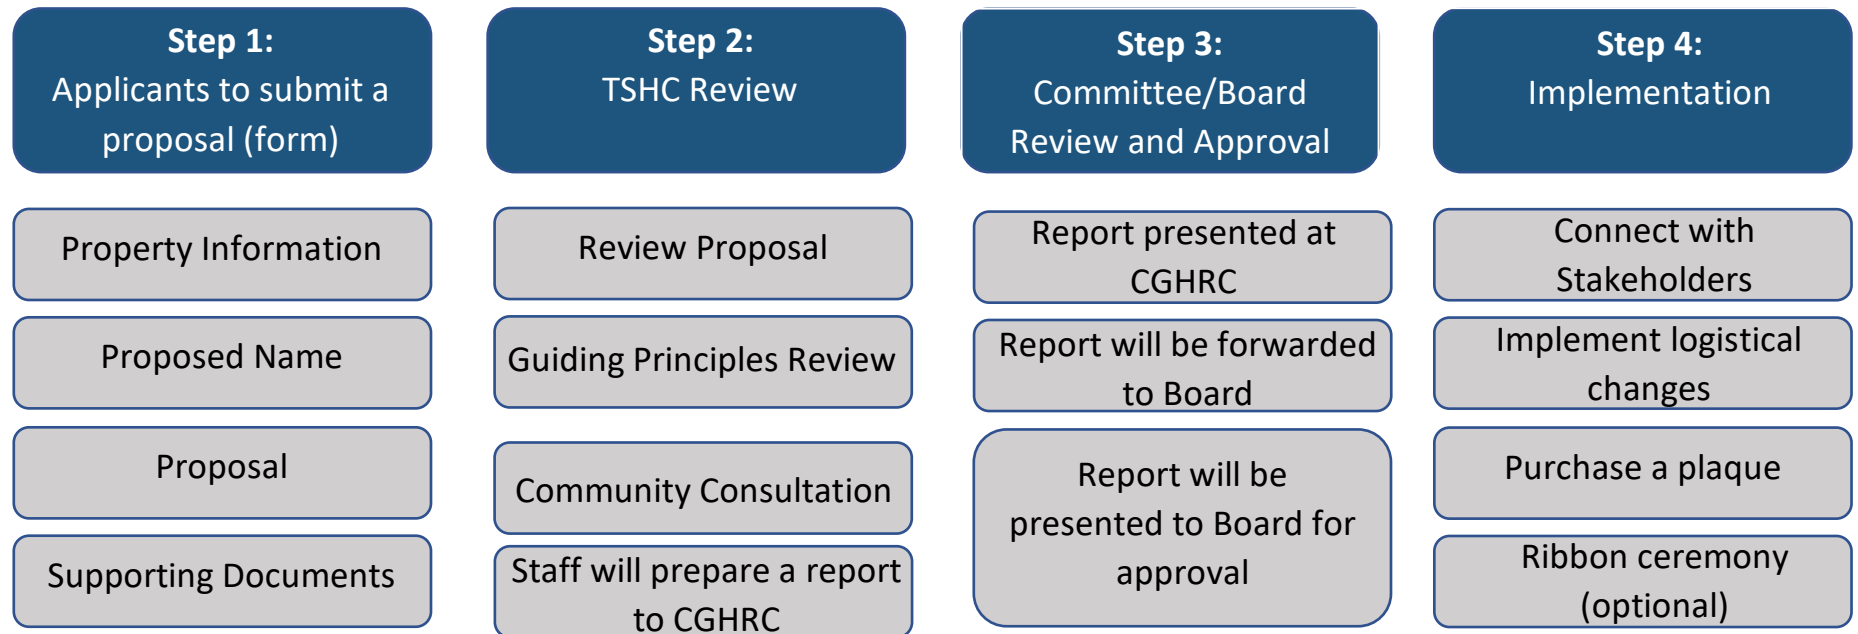 Step 1:
Applicants to submit a
proposal (form)
Property Information
Proposed Name
Proposal
Supporting Documents
Step 2:
TSHC Review
Review Proposal
Guiding Principles Review
Community Consultation
Staff will prepare a report
to CGHRC
Step 3:
Committee/Board
Review and Approval
Report presented at
CGHRC
Report will be forwarded
to Board
Report will be
presented to Board for
approval
Step 4:
Implementation
Connect with
Stakeholders
Implement logistical
changes
Purchase a plaque
Ribbon ceremony
(optional)